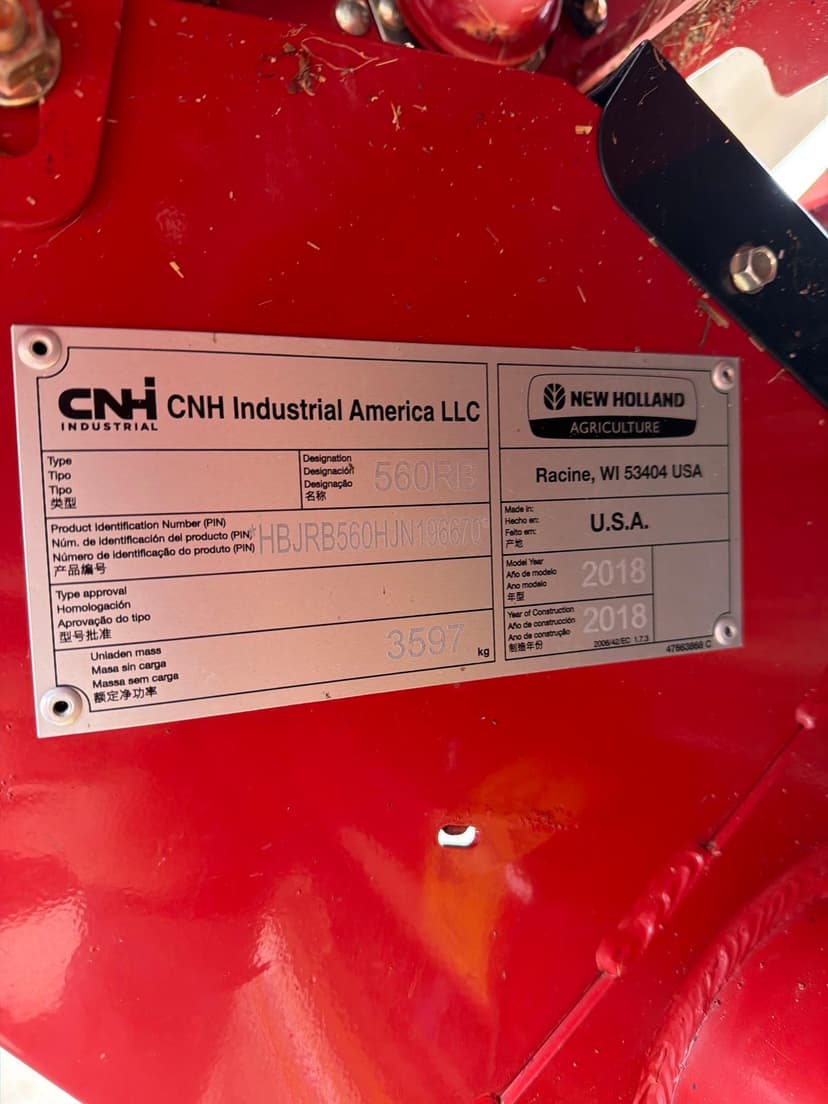 CNH
INDUSTRIAL
CNH Industrial America LLC
Type
Tipo
Tipo
类型
Designation
Designación
Designação
名称
560RB
Product Identification Number (PIN)
Núm. de identificación del producto (PIN)
Número de identificação do produto (PIN)
产品编号
*HBJRB560HJN196670*
Type approval
Homologación
Aprovação do tipo
型号批准
Unladen mass
Masa sin carga
Massa sem carga
额定净功率
3597
kg
NEW HOLLAND
AGRICULTURE
Racine, WI 53404 USA
Made in:
Hecho en:
Feito em:
产地
U.S.A.
Model Year
Año de modelo
Ano modelo
年型
2018
Year of Construction
Año de construcción
Ano de construção
制造年份
2018
2006/42/EC 1.7.3
47663868 C